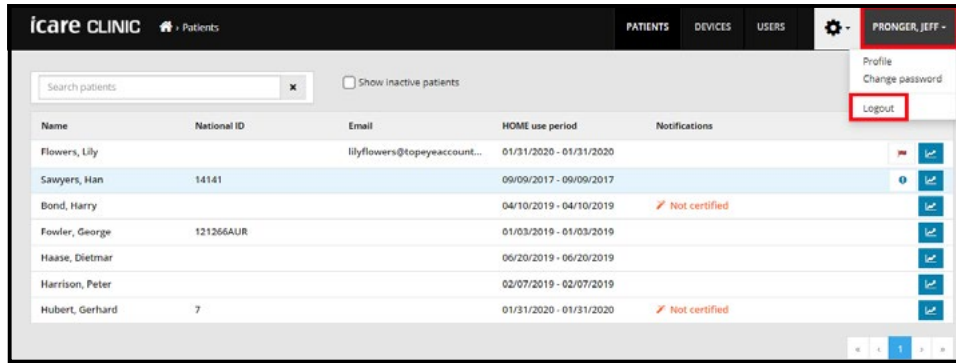 icare CLINIC › Patients PATIENTS DEVICES USERS PRONGER, JEFF
Profile
Change password
Logout
Search patients x Show inactive patients
Name National ID Email HOME use period Notifications
Flowers, Lily lilyflowers@topeyeaccount... 01/31/2020 - 01/31/2020
Sawyers, Han 14141 09/09/2017 - 09/09/2017
Bond, Harry 04/10/2019 - 04/10/2019 Not certified
Fowler, George 121266AUR 01/03/2019 - 01/03/2019
Haase, Dietmar 06/20/2019 - 06/20/2019
Harrison, Peter 02/07/2019 - 02/07/2019
Hubert, Gerhard 7 01/31/2020 - 01/31/2020 Not certified
« ‹ 1 › »